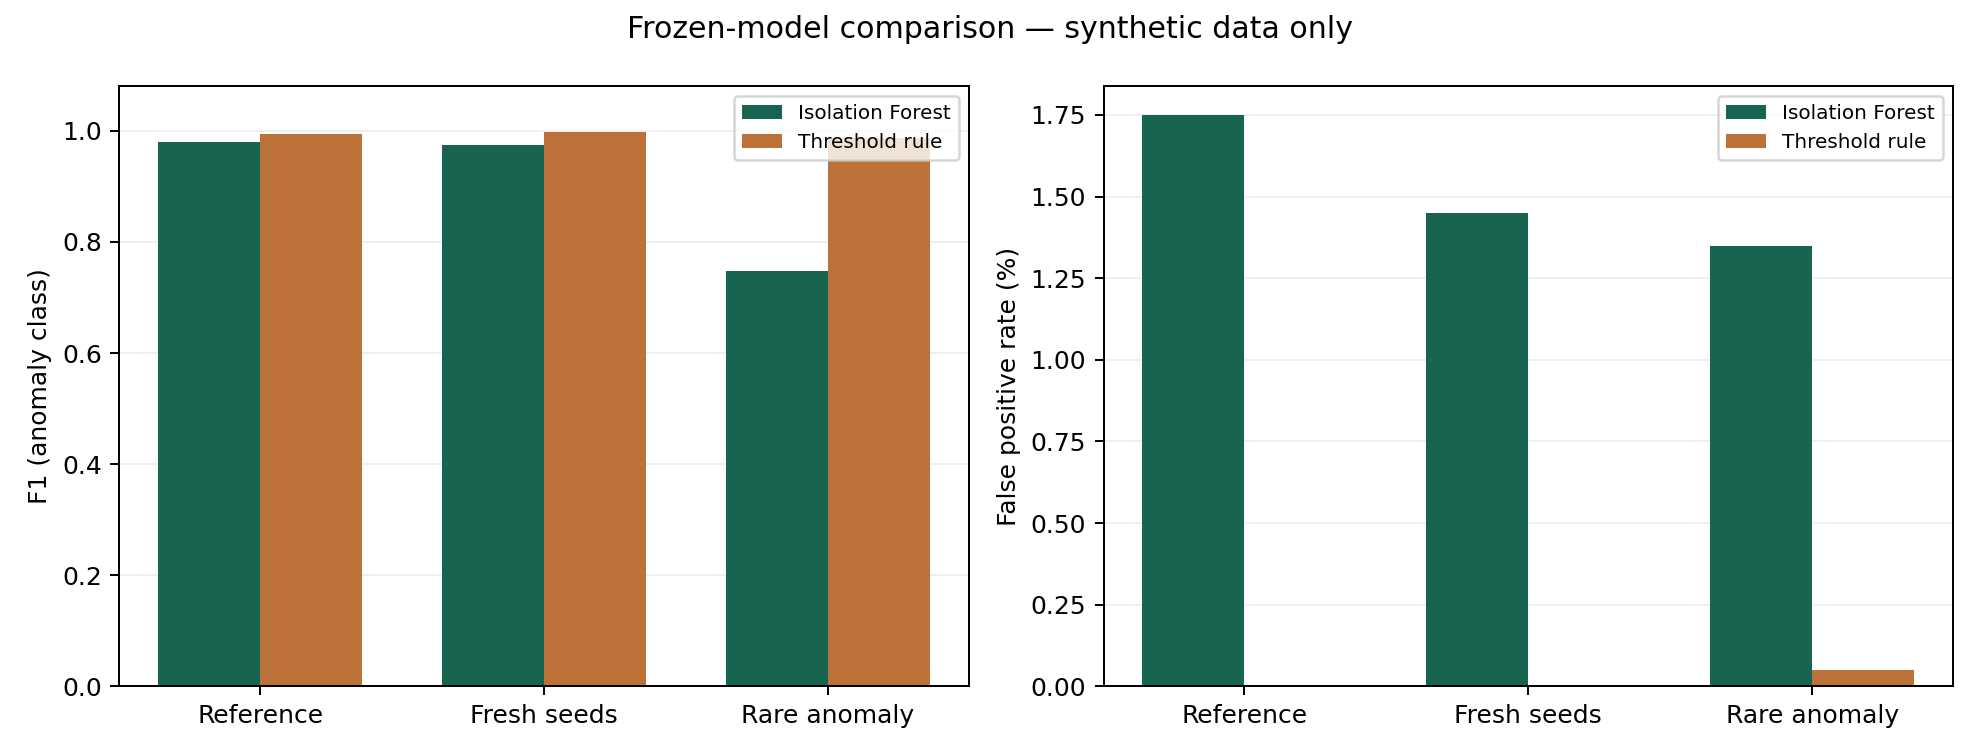 Frozen-model comparison — synthetic data only
F1 (anomaly class)
1.0
0.8
0.6
0.4
0.2
0.0
Isolation Forest
Threshold rule
Reference
Fresh seeds
Rare anomaly
False positive rate (%)
1.75
1.50
1.25
1.00
0.75
0.50
0.25
0.00
Isolation Forest
Threshold rule
Reference
Fresh seeds
Rare anomaly